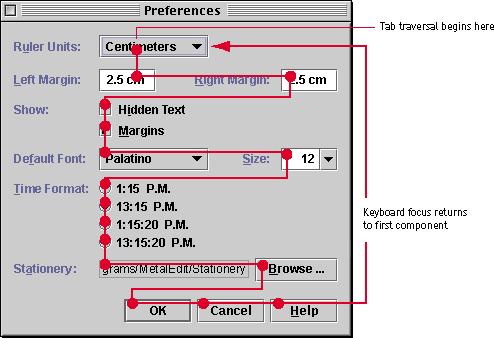 Preferences
Tab traversal begins here
Ruler Units: Centimeters
Left Margin: 2.5 cm Right Margin: 2.5 cm
Show: Hidden Text
Margins
Default Font: Palatino Size: 12
Time Format: 1:15 P.M.
13:15 P.M.
1:15:20 P.M.
13:15:20 P.M.
Keyboard focus returns
to first component
Stationery: grams/MetalEdit/Stationery Browse ...
OK Cancel Help